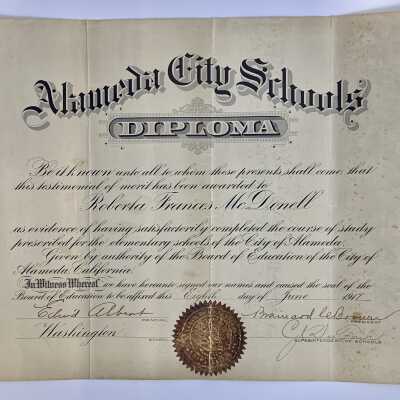 Alameda City Schools
DIPLOMA
Be it known unto all to whom these presents shall come that
this testimonial of merit has been awarded to
Roberta Frances McDonell
as evidence of having satisfactorily completed the course of study
prescribed for the elementary schools of the City of Alameda.
Given by authority of the Board of Education of the City of
Alameda, California.
In Witness Whereof we have hereunto signed our names and caused the seal of the
Board of Education to be affixed this Eighth day of June 1917
PRINCIPAL
PRESIDENT
Washington
SCHOOL
SUPERINTENDENT OF SCHOOLS